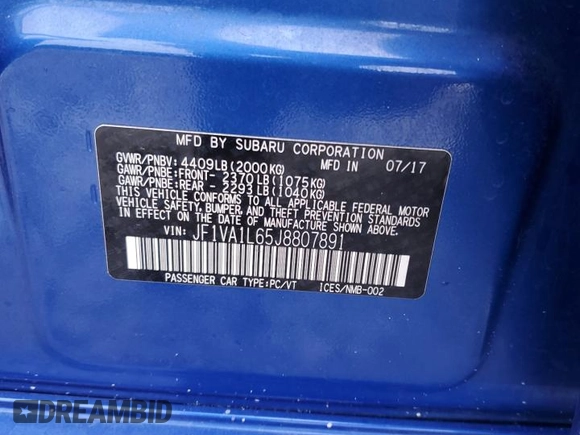 MFD BY SUBARU CORPORATION
GVWR/PNBV: 4409LB(2000KG) MFD IN 07/17
GAWR/PNBE:FRONT- 2370LB(1075KG)
GAWR/PNBE:REAR - 2293LB(1040KG)
THIS VEHICLE CONFORMS TO ALL APPLICABLE FEDERAL MOTOR
VEHICLE SAFETY, BUMPER, AND THEFT PREVENTION STANDARDS
IN EFFECT ON THE DATE OF MANUFACTURE SHOWN ABOVE.
VIN: JF1VA1L65J8807891
PASSENGER CAR TYPE:PC/VT ICES/NMB-002
DREAMBID